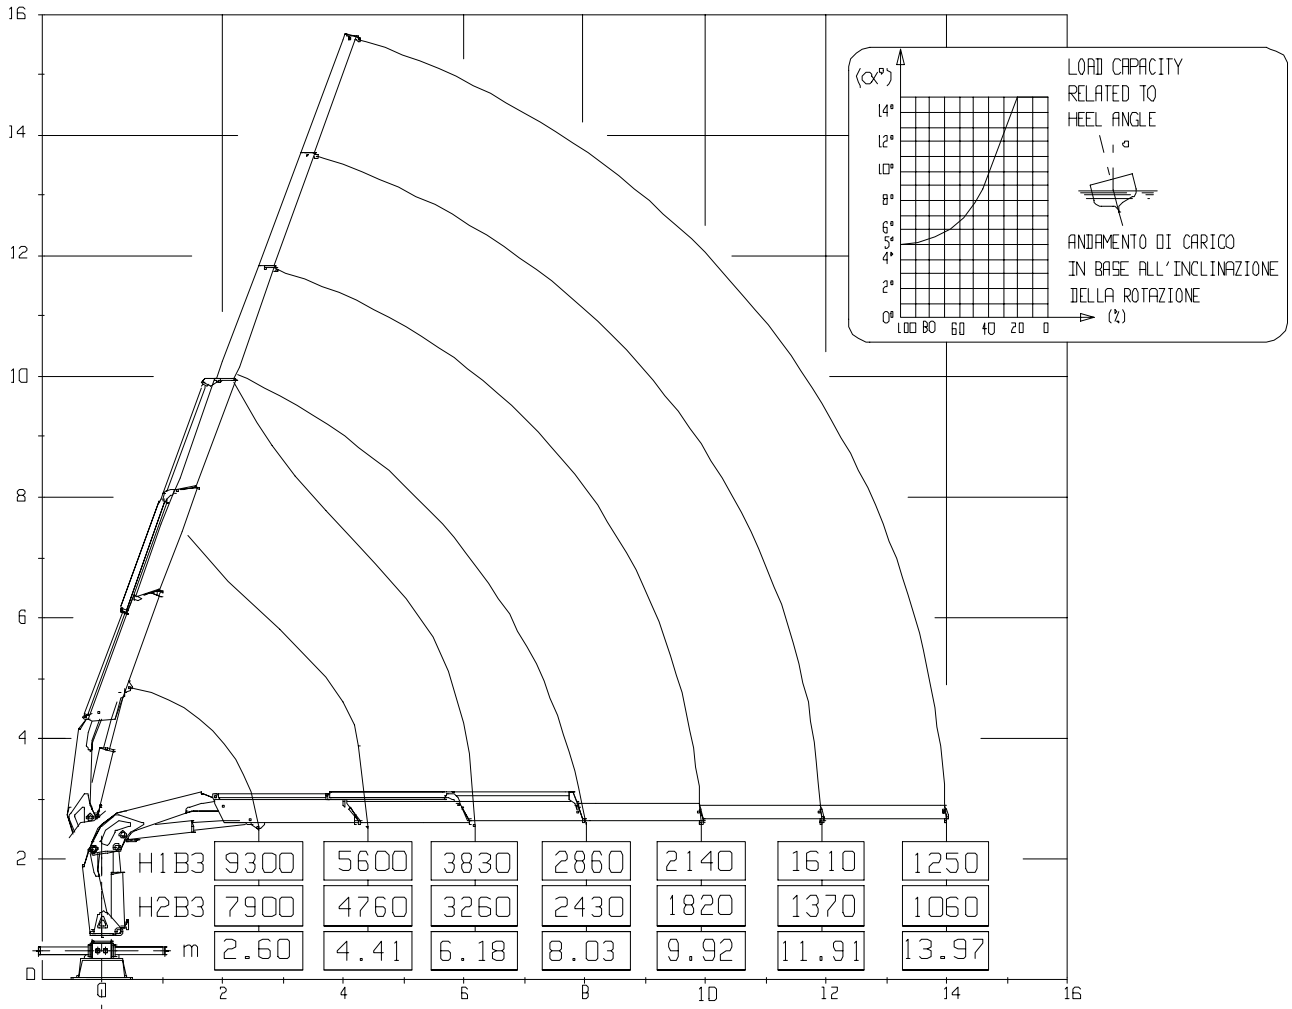 16
14
12
10
8
6
4
2
0
(α°)
14°
12°
10°
8°
6°
5°
4°
2°
0°
100 80 60 40 20 0
(%)
LOAD CAPACITY
RELATED TO
HEEL ANGLE
α
ANDAMENTO DI CARICO
IN BASE ALL'INCLINAZIONE
DELLA ROTAZIONE
H1B3 9300 5600 3830 2860 2140 1610 1250
H2B3 7900 4760 3260 2430 1820 1370 1060
m 2.60 4.41 6.18 8.03 9.92 11.91 13.97
0 2 4 6 8 10 12 14 16